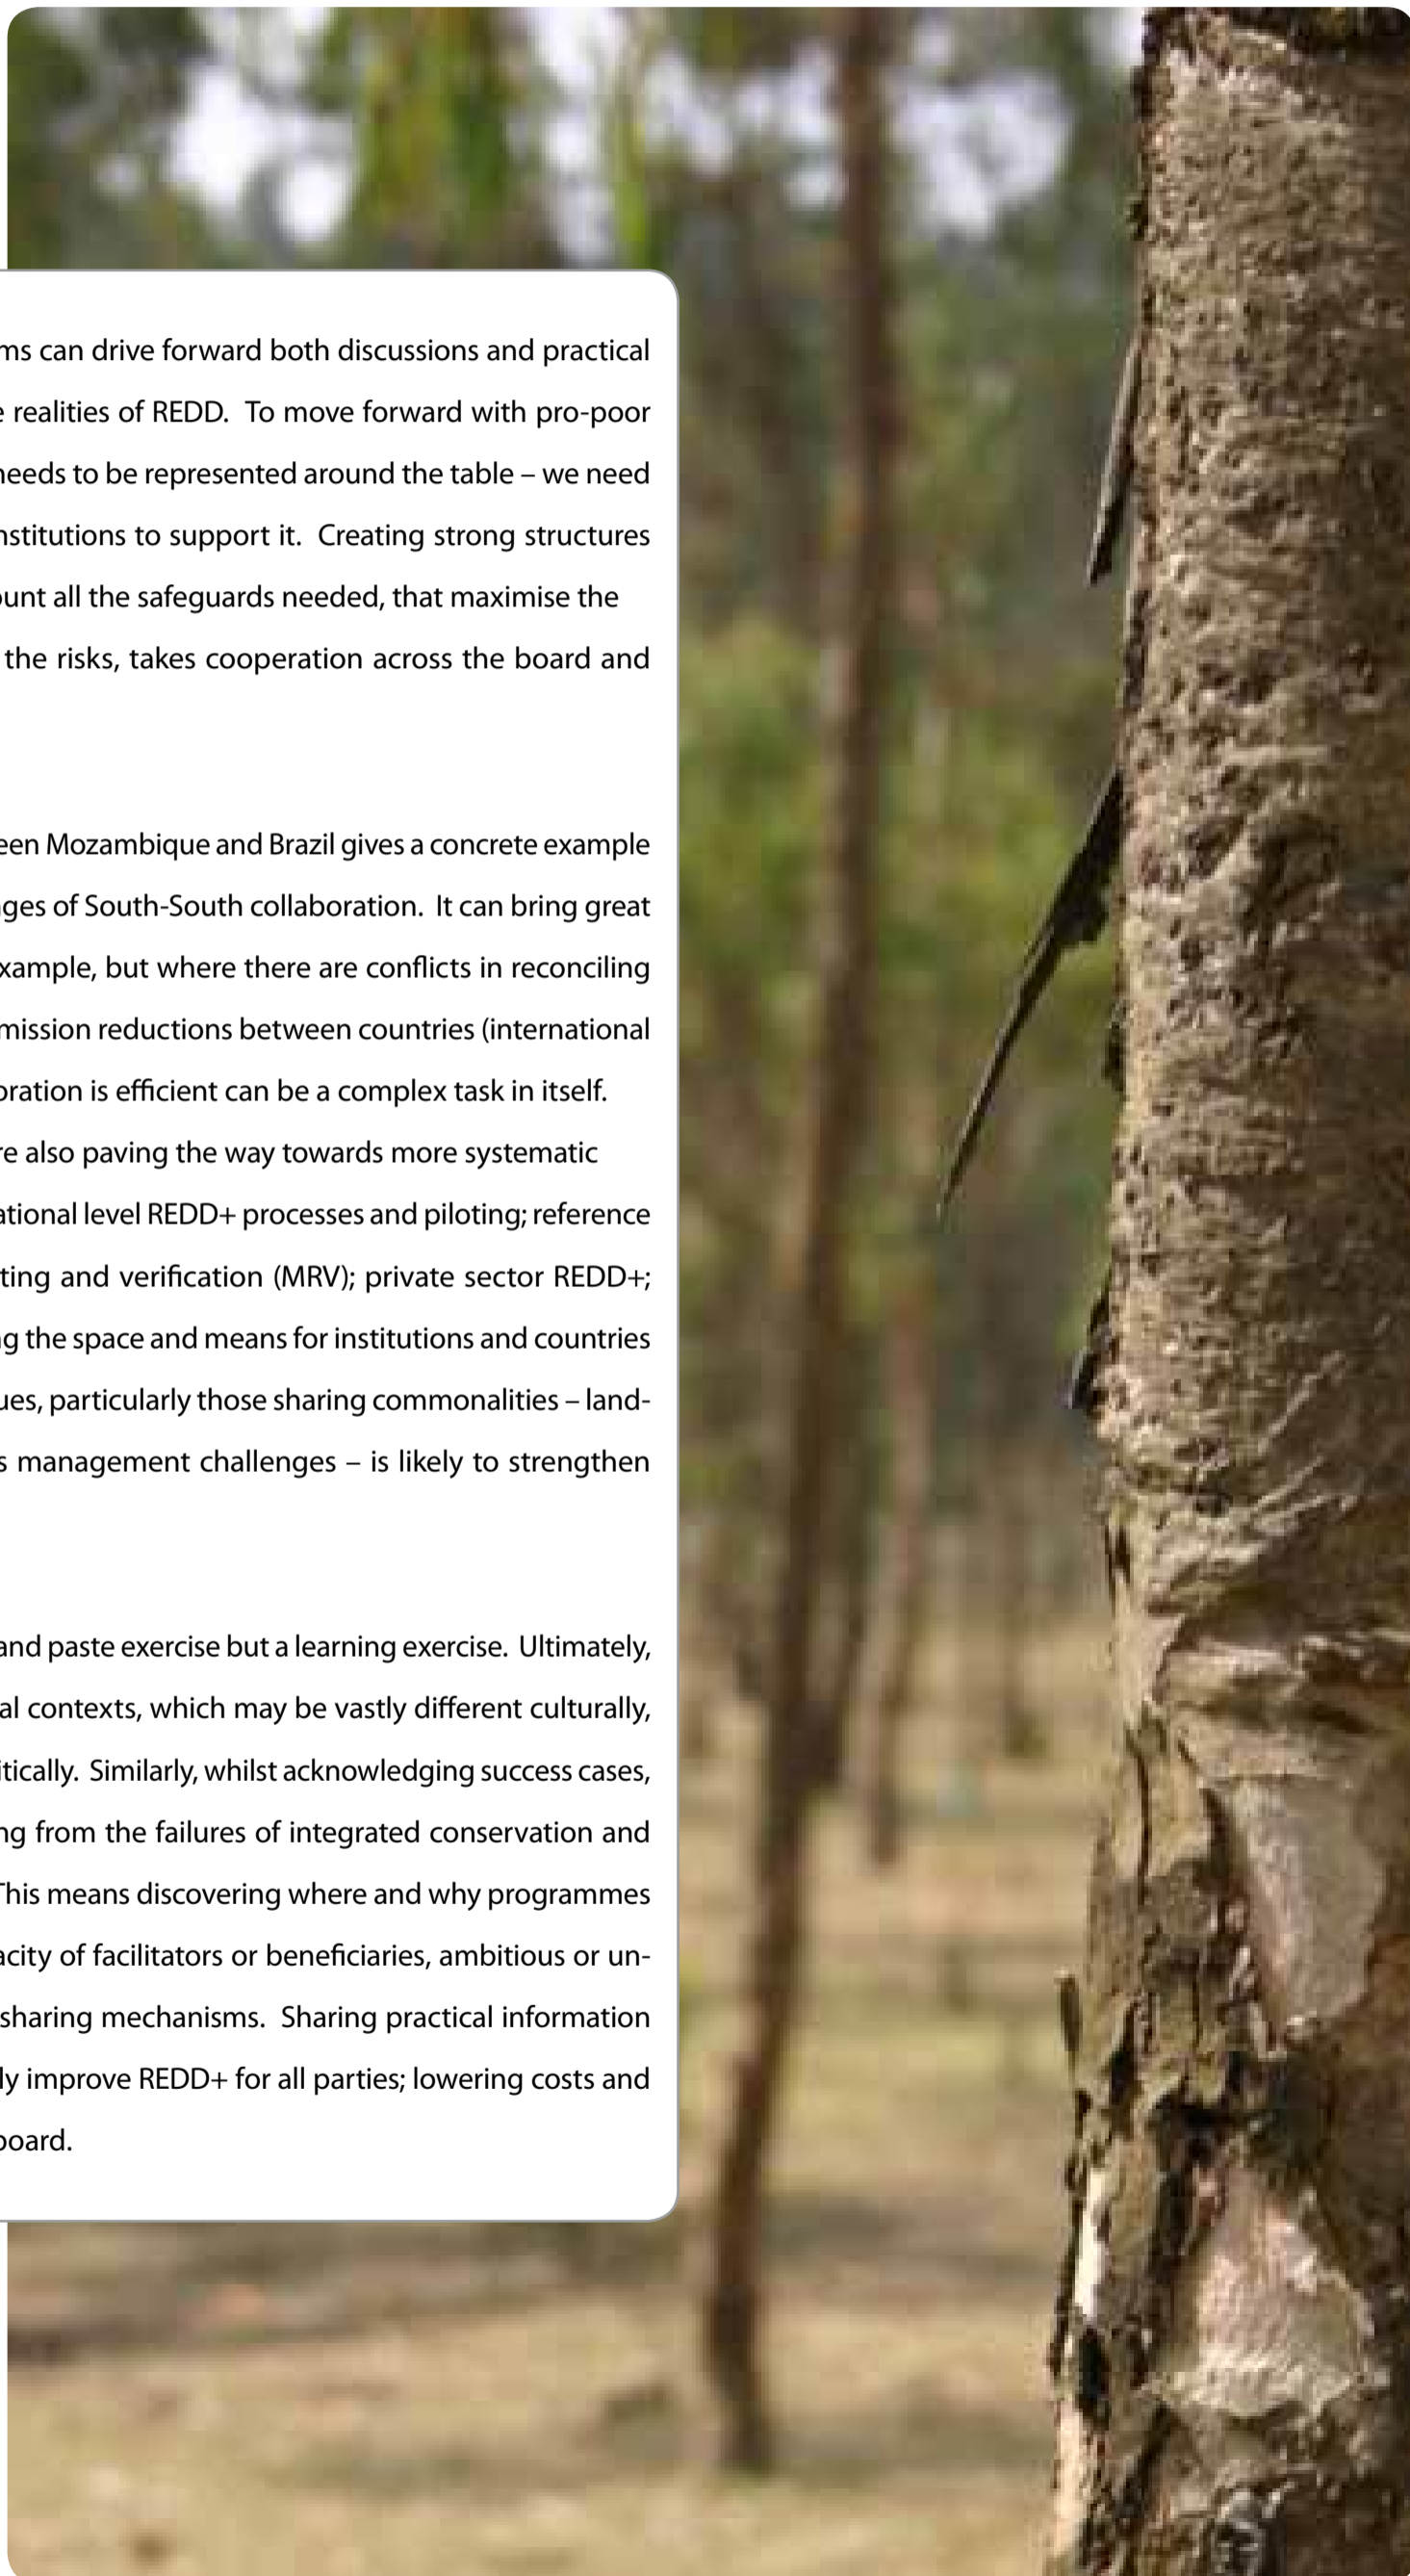 ms can drive forward both discussions and practical
e realities of REDD. To move forward with pro-poor
needs to be represented around the table – we need
nstitutions to support it. Creating strong structures
ount all the safeguards needed, that maximise the
the risks, takes cooperation across the board and
een Mozambique and Brazil gives a concrete example
ges of South-South collaboration. It can bring great
xample, but where there are conflicts in reconciling
mission reductions between countries (international
oration is efficient can be a complex task in itself.
re also paving the way towards more systematic
ational level REDD+ processes and piloting; reference
ting and verification (MRV); private sector REDD+;
ng the space and means for institutions and countries
ues, particularly those sharing commonalities – land-
s management challenges – is likely to strengthen
and paste exercise but a learning exercise. Ultimately,
al contexts, which may be vastly different culturally,
itically. Similarly, whilst acknowledging success cases,
ng from the failures of integrated conservation and
This means discovering where and why programmes
acity of facilitators or beneficiaries, ambitious or un-
sharing mechanisms. Sharing practical information
ly improve REDD+ for all parties; lowering costs and
board.